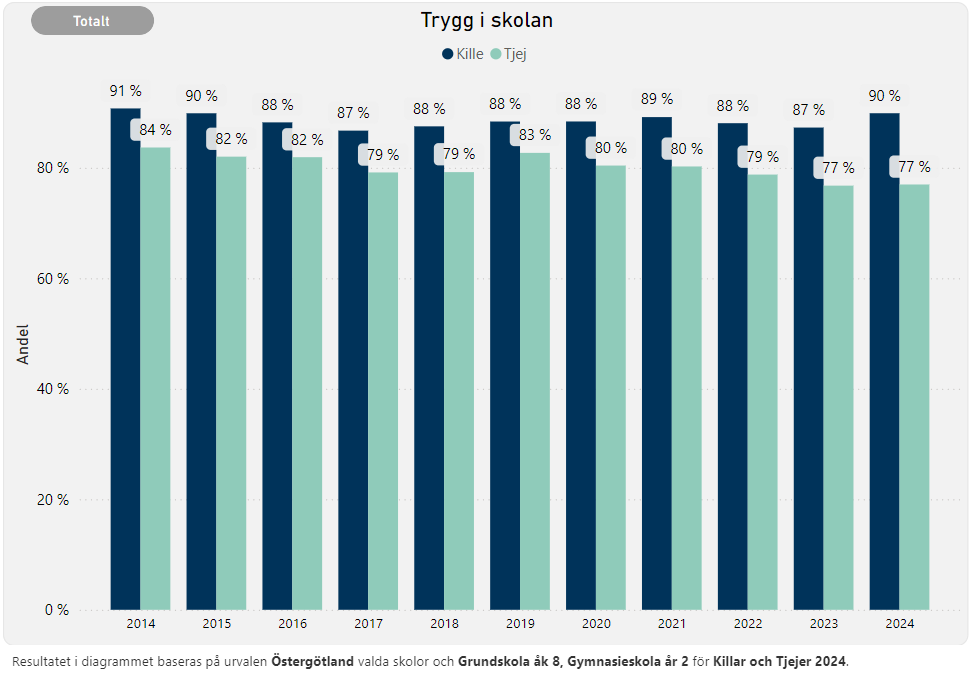 Totalt
Trygg i skolan
Kille Tjej
91 % 90 % 88 % 87 % 88 % 88 % 88 % 89 % 88 % 87 % 90 %
84 % 82 % 82 % 79 % 79 % 83 % 80 % 80 % 79 % 77 % 77 %
80 %
60 %
40 %
20 %
0 %
Andel
2014 2015 2016 2017 2018 2019 2020 2021 2022 2023 2024
Resultatet i diagrammet baseras på urvalen Östergötland valda skolor och Grundskola åk 8, Gymnasieskola år 2 för Killar och Tjejer 2024.